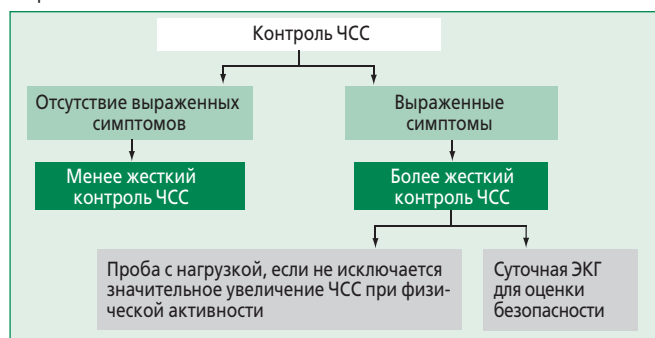 Контроль ЧСС
Отсутствие выраженных
симптомов
Выраженные
симптомы
Менее жесткий
контроль ЧСС
Более жесткий
контроль ЧСС
Проба с нагрузкой, если не исключается
значительное увеличение ЧСС при физи-
ческой активности
Суточная ЭКГ
для оценки
безопасности